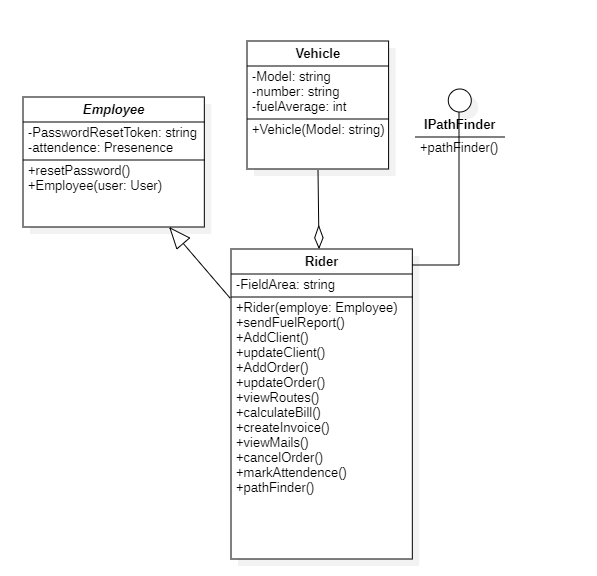 Vehicle
-Model: string
-number: string
-fuelAverage: int
+Vehicle(Model: string)
Employee
-PasswordResetToken: string
-attendence: Presenence
+resetPassword()
+Employee(user: User)
IPathFinder
+pathFinder()
Rider
-FieldArea: string
+Rider(employe: Employee)
+sendFuelReport()
+AddClient()
+updateClient()
+AddOrder()
+updateOrder()
+viewRoutes()
+calculateBill()
+createInvoice()
+viewMails()
+cancelOrder()
+markAttendence()
+pathFinder()